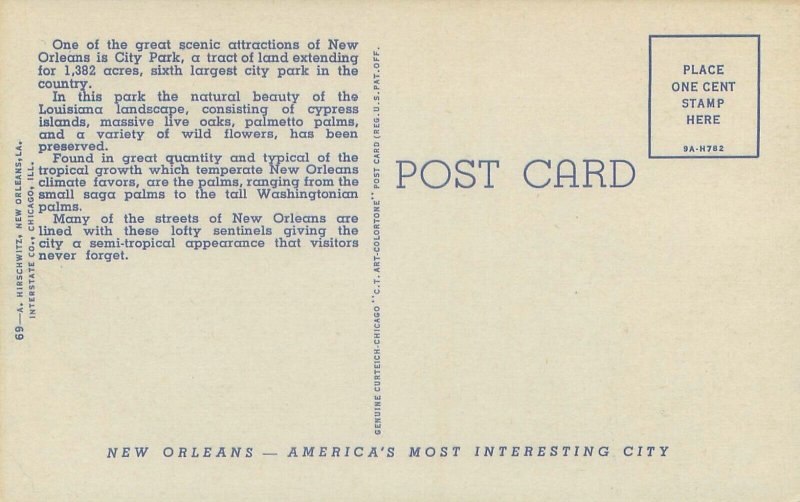 One of the great scenic attractions of New
Orleans is City Park, a tract of land extending
for 1,382 acres, sixth largest city park in the
country.
In this park the natural beauty of the
Louisiana landscape, consisting of cypress
islands, massive live oaks, palmetto palms,
and a variety of wild flowers, has been
preserved.
Found in great quantity and typical of the
tropical growth which temperate New Orleans
climate favors, are the palms, ranging from the
small saga palms to the tall Washingtonian
palms.
Many of the streets of New Orleans are
lined with these lofty sentinels giving the
city a semi-tropical appearance that visitors
never forget.
69—A. HIRSCHWITZ, NEW ORLEANS, LA.
INTERSTATE CO., CHICAGO, ILL.
GENUINE CURTEICH-CHICAGO "C.T. ART-COLORTONE" POST CARD (REG. U.S. PAT. OFF.
POST CARD
PLACE
ONE CENT
STAMP
HERE
9A-H762
NEW ORLEANS — AMERICA'S MOST INTERESTING CITY